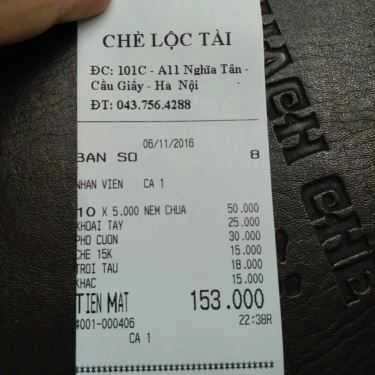 CHÈ LỘC TÀI
ĐC: 101C - A11 Nghĩa Tân -
Cầu Giấy - Hà Nội
ĐT: 043.756.4288
06/11/2016
BAN SO 8
NHAN VIEN CA 1
10 X 5.000 NEM CHUA 50.000
KHOAI TAY 25.000
PHO CUON 30.000
CHE 15K 15.000
TROI TAU 18.000
KHAC 15.000
TIEN MAT 153.000
#001-000406 22:38R
CA 1